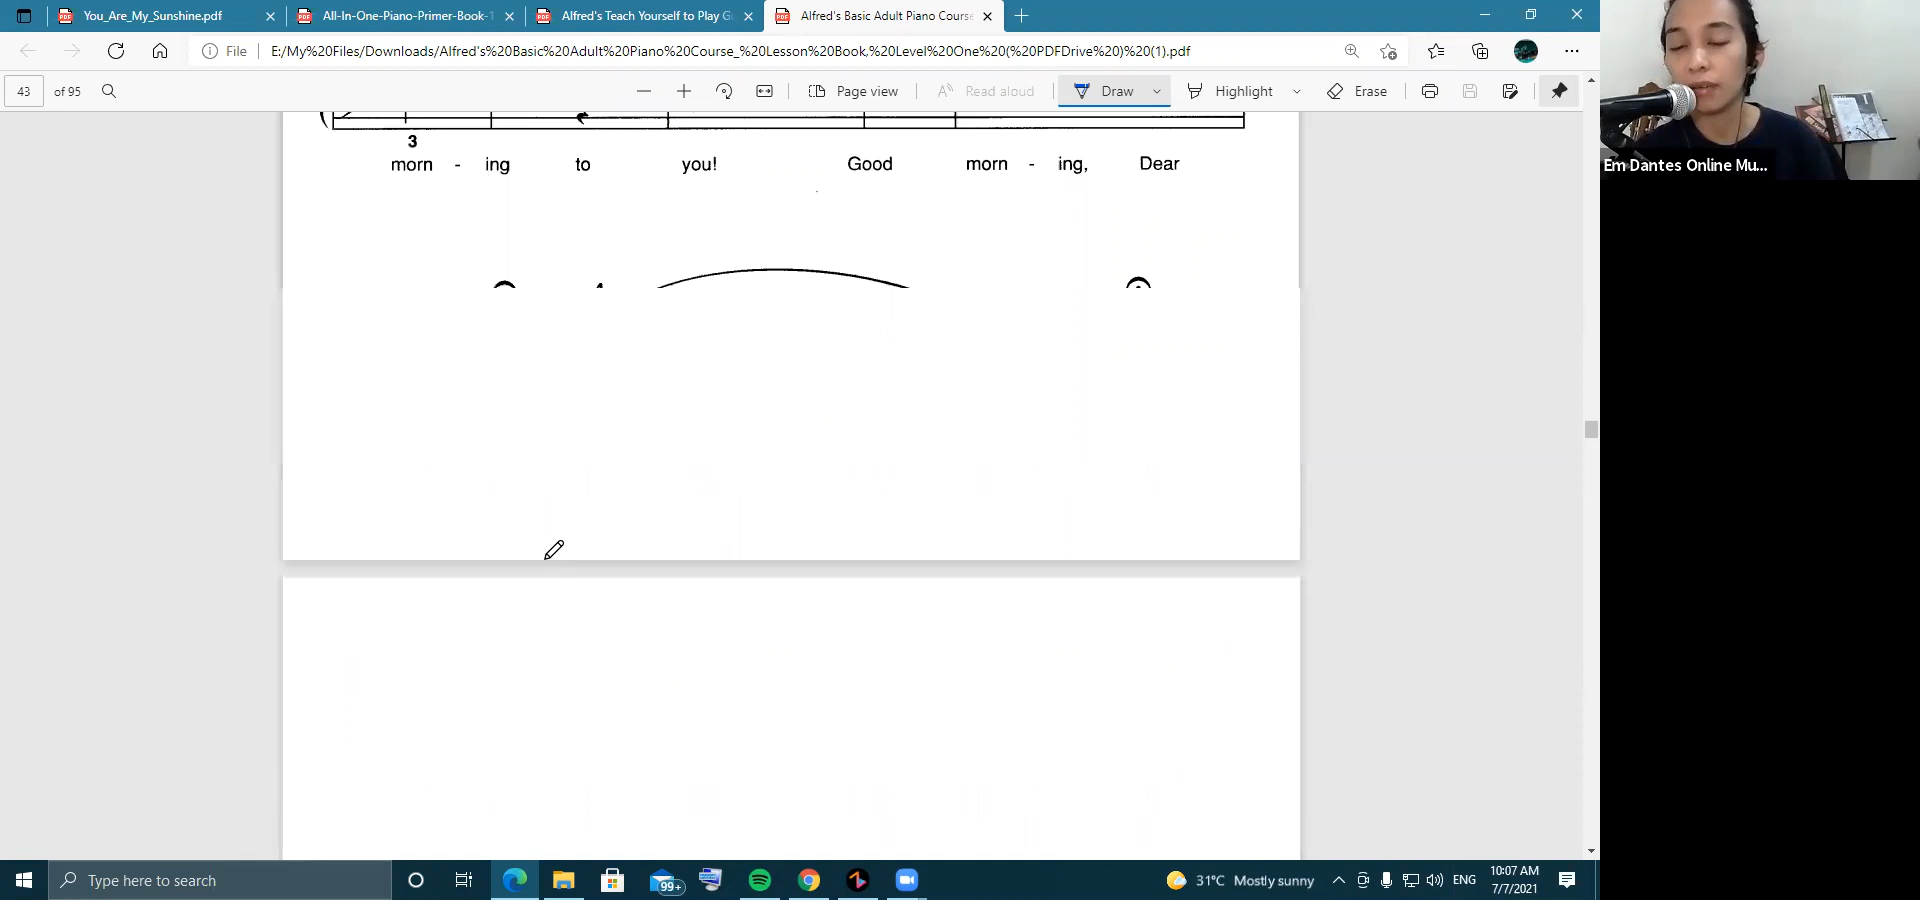 You_Are_My_Sunshine.pdf
All-In-One-Piano-Primer-Book-1
Alfred's Teach Yourself to Play Gu
Alfred's Basic Adult Piano Course
File
E:/My%20Files/Downloads/Alfred's%20Basic%20Adult%20Piano%20Course_%20Lesson%20Book,%20Level%20One%20(%20PDFDrive%20)%20(1).pdf
43 of 95
Page view
Read aloud
Draw
Highlight
Erase
Em Dantes Online Mu...
3
morn - ing to you! Good morn - ing, Dear
Type here to search
99+
31°C Mostly sunny
ENG
10:07 AM
7/7/2021